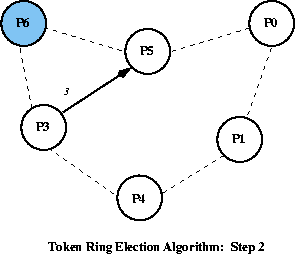 P6
P0
P5
3
P3
P1
P4
Token Ring Election Algorithm: Step 2